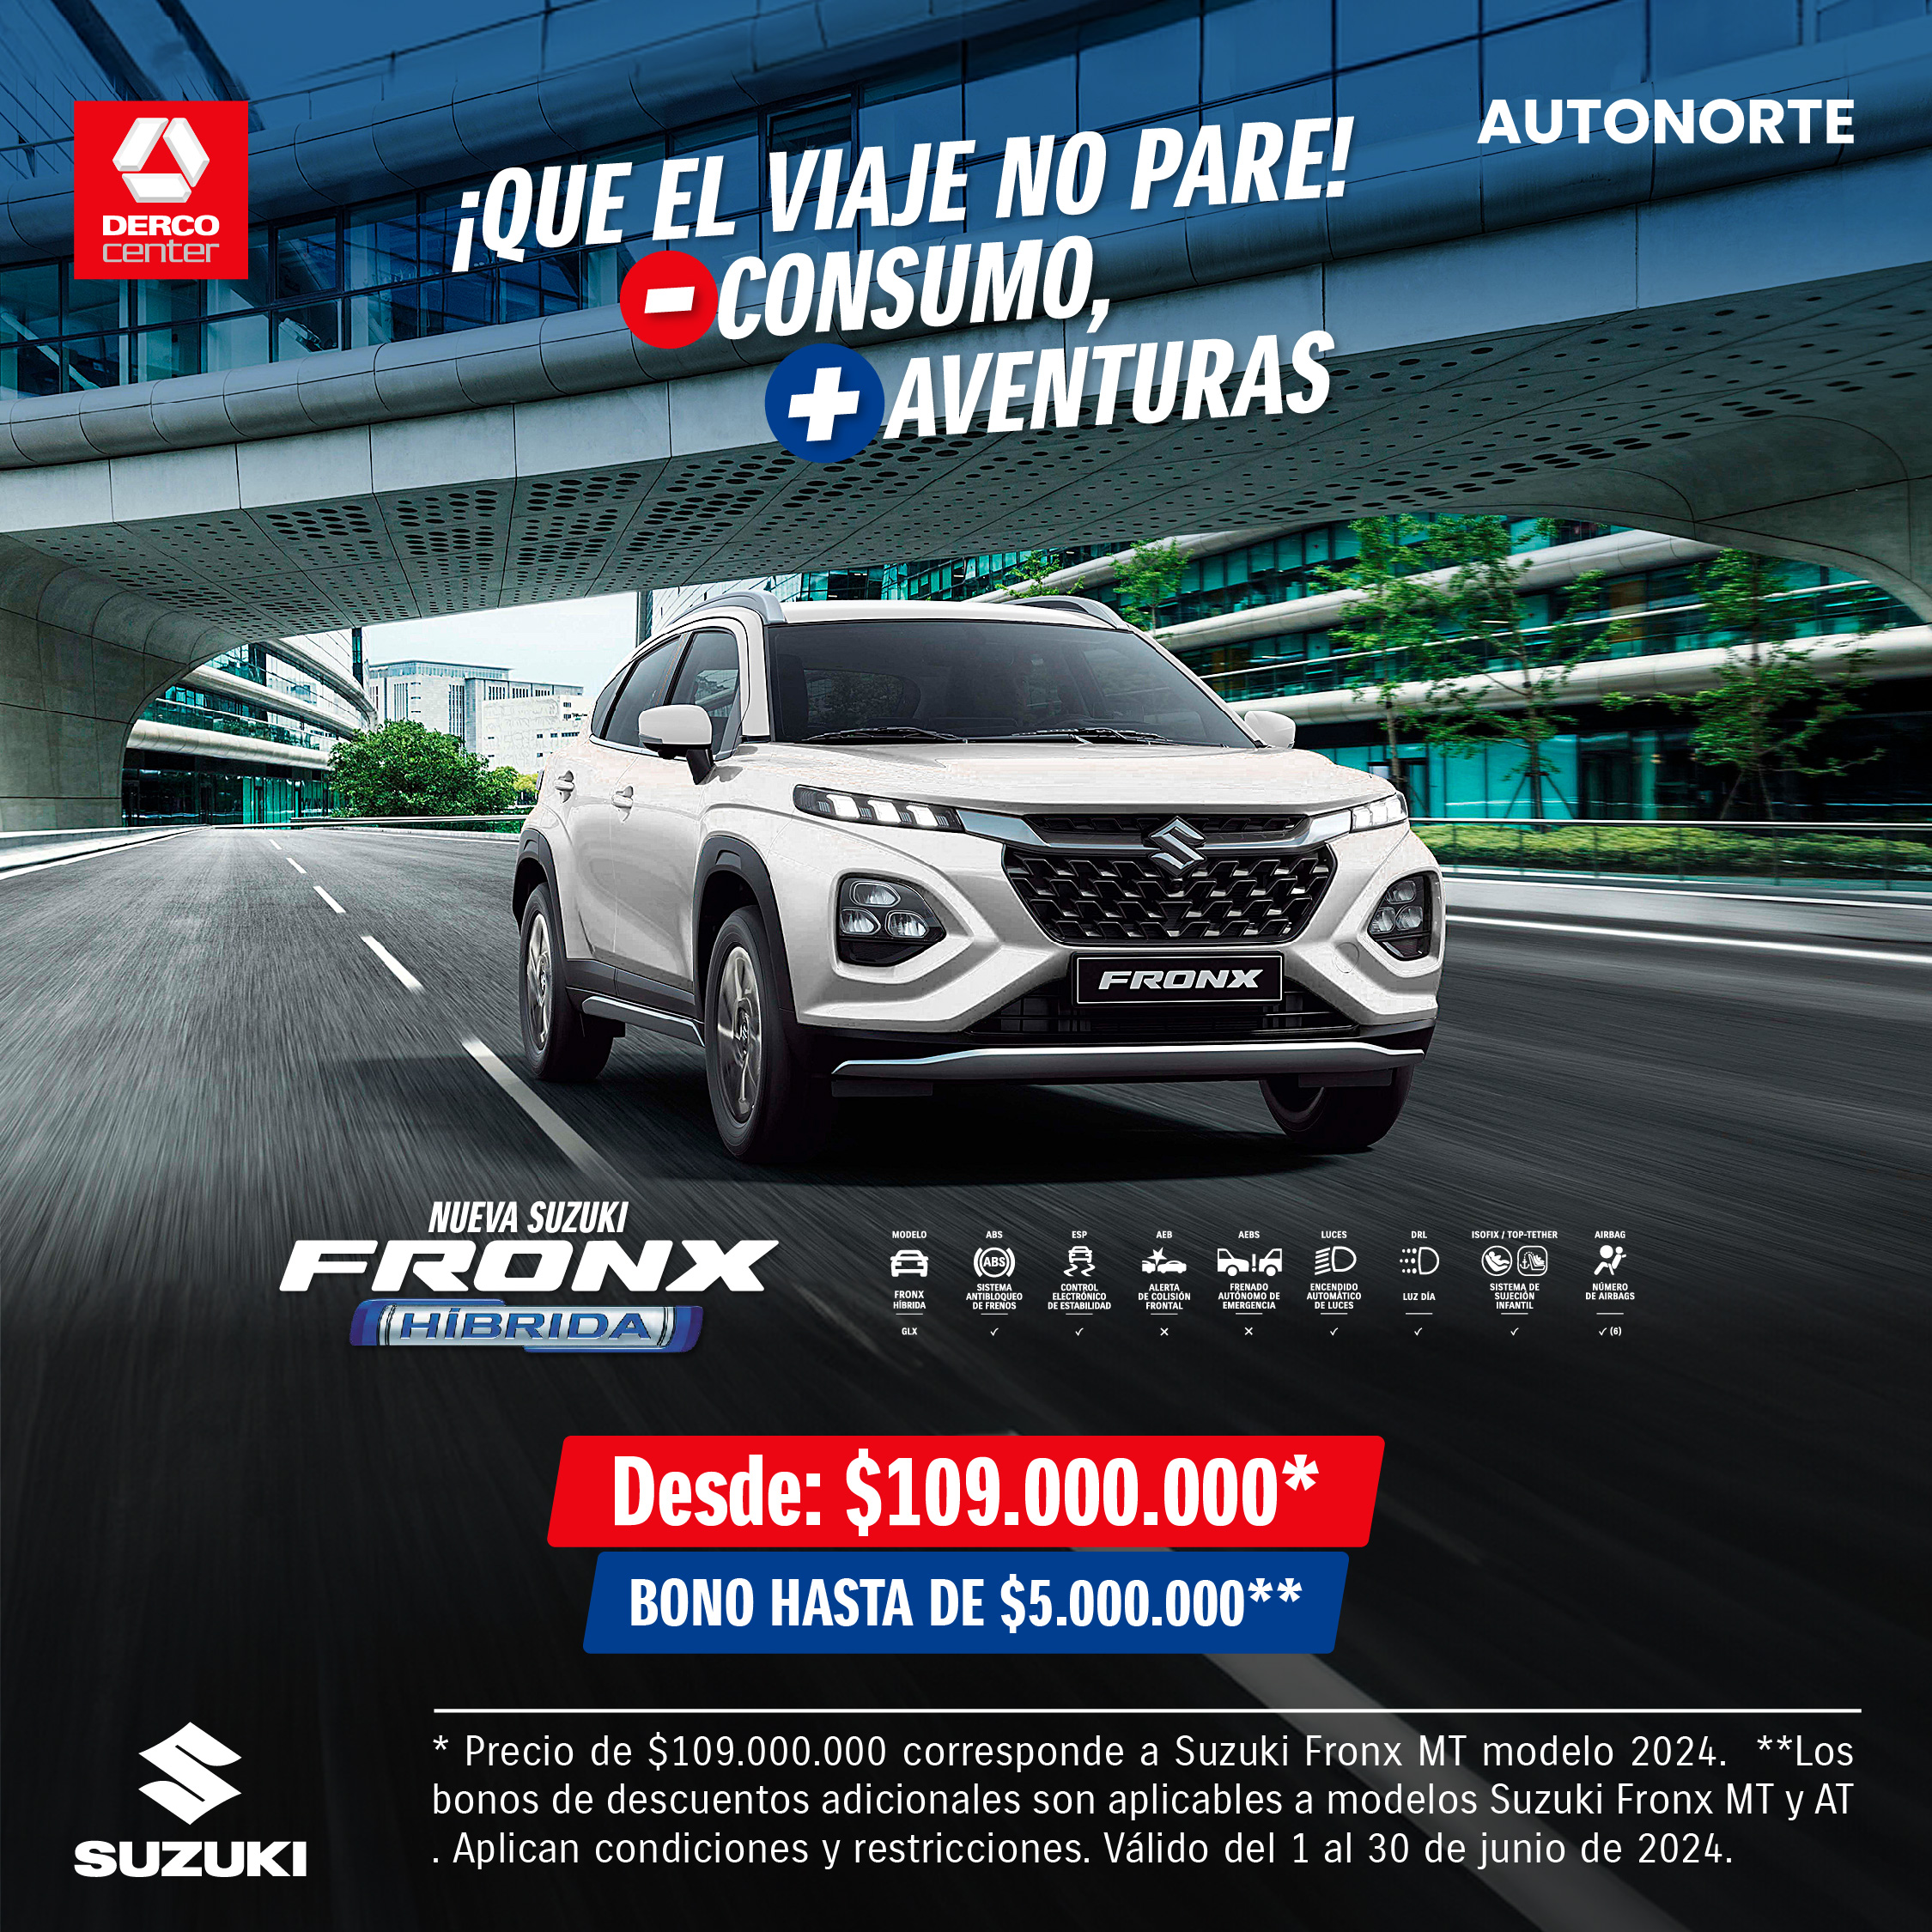 DERCO
center
AUTONORTE
¡QUE EL VIAJE NO PARE!
- CONSUMO,
+ AVENTURAS
FRONX
NUEVA SUZUKI
FRONX
HÍBRIDA
MODELO
FRONX
HÍBRIDA
GLX
ABS
ABS
SISTEMA
ANTIBLOQUEO
DE FRENOS
✓
ESP
CONTROL
ELECTRÓNICO
DE ESTABILIDAD
✓
AEB
ALERTA
DE COLISIÓN
FRONTAL
✕
AEBS
FRENADO
AUTÓNOMO DE
EMERGENCIA
✕
LUCES
ENCENDIDO
AUTOMÁTICO
DE LUCES
✓
DRL
LUZ DÍA
✓
ISOFIX / TOP-TETHER
SISTEMA DE
SUJECIÓN
INFANTIL
✓
AIRBAG
NÚMERO
DE AIRBAGS
✓ (6)
Desde: $109.000.000*
BONO HASTA DE $5.000.000**
* Precio de $109.000.000 corresponde a Suzuki Fronx MT modelo 2024. **Los
bonos de descuentos adicionales son aplicables a modelos Suzuki Fronx MT y AT
. Aplican condiciones y restricciones. Válido del 1 al 30 de junio de 2024.
SUZUKI